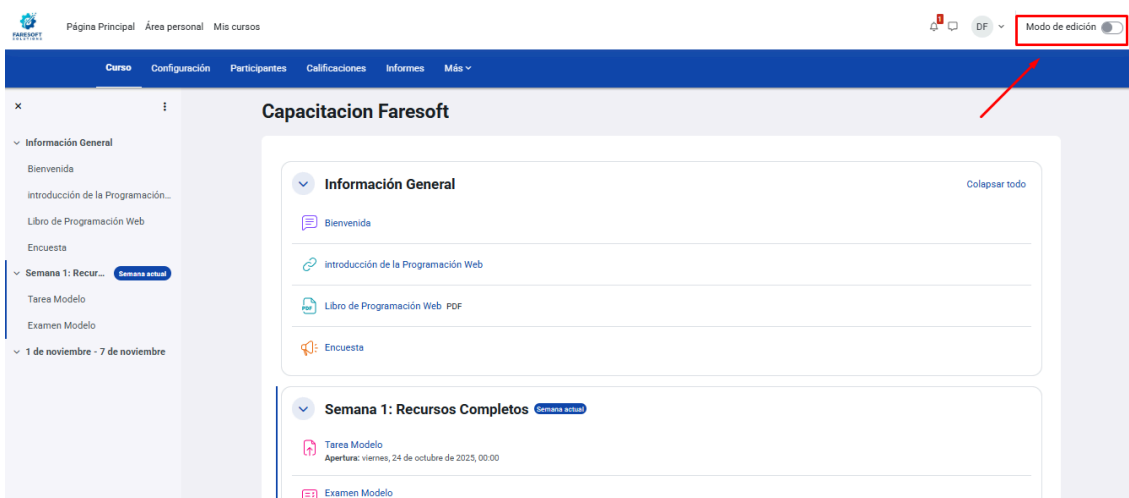 FARESOFT
SOLUTIONS
Página Principal Área personal Mis cursos
1
DF
Modo de edición
Curso Configuración Participantes Calificaciones Informes Más
Capacitacion Faresoft
Información General
Bienvenida
introducción de la Programación...
Libro de Programación Web
Encuesta
Semana 1: Recur... Semana actual
Tarea Modelo
Examen Modelo
1 de noviembre - 7 de noviembre
Información General
Colapsar todo
Bienvenida
introducción de la Programación Web
PDF
Libro de Programación Web PDF
Encuesta
Semana 1: Recursos Completos Semana actual
Tarea Modelo
Apertura: viernes, 24 de octubre de 2025, 00:00
Examen Modelo